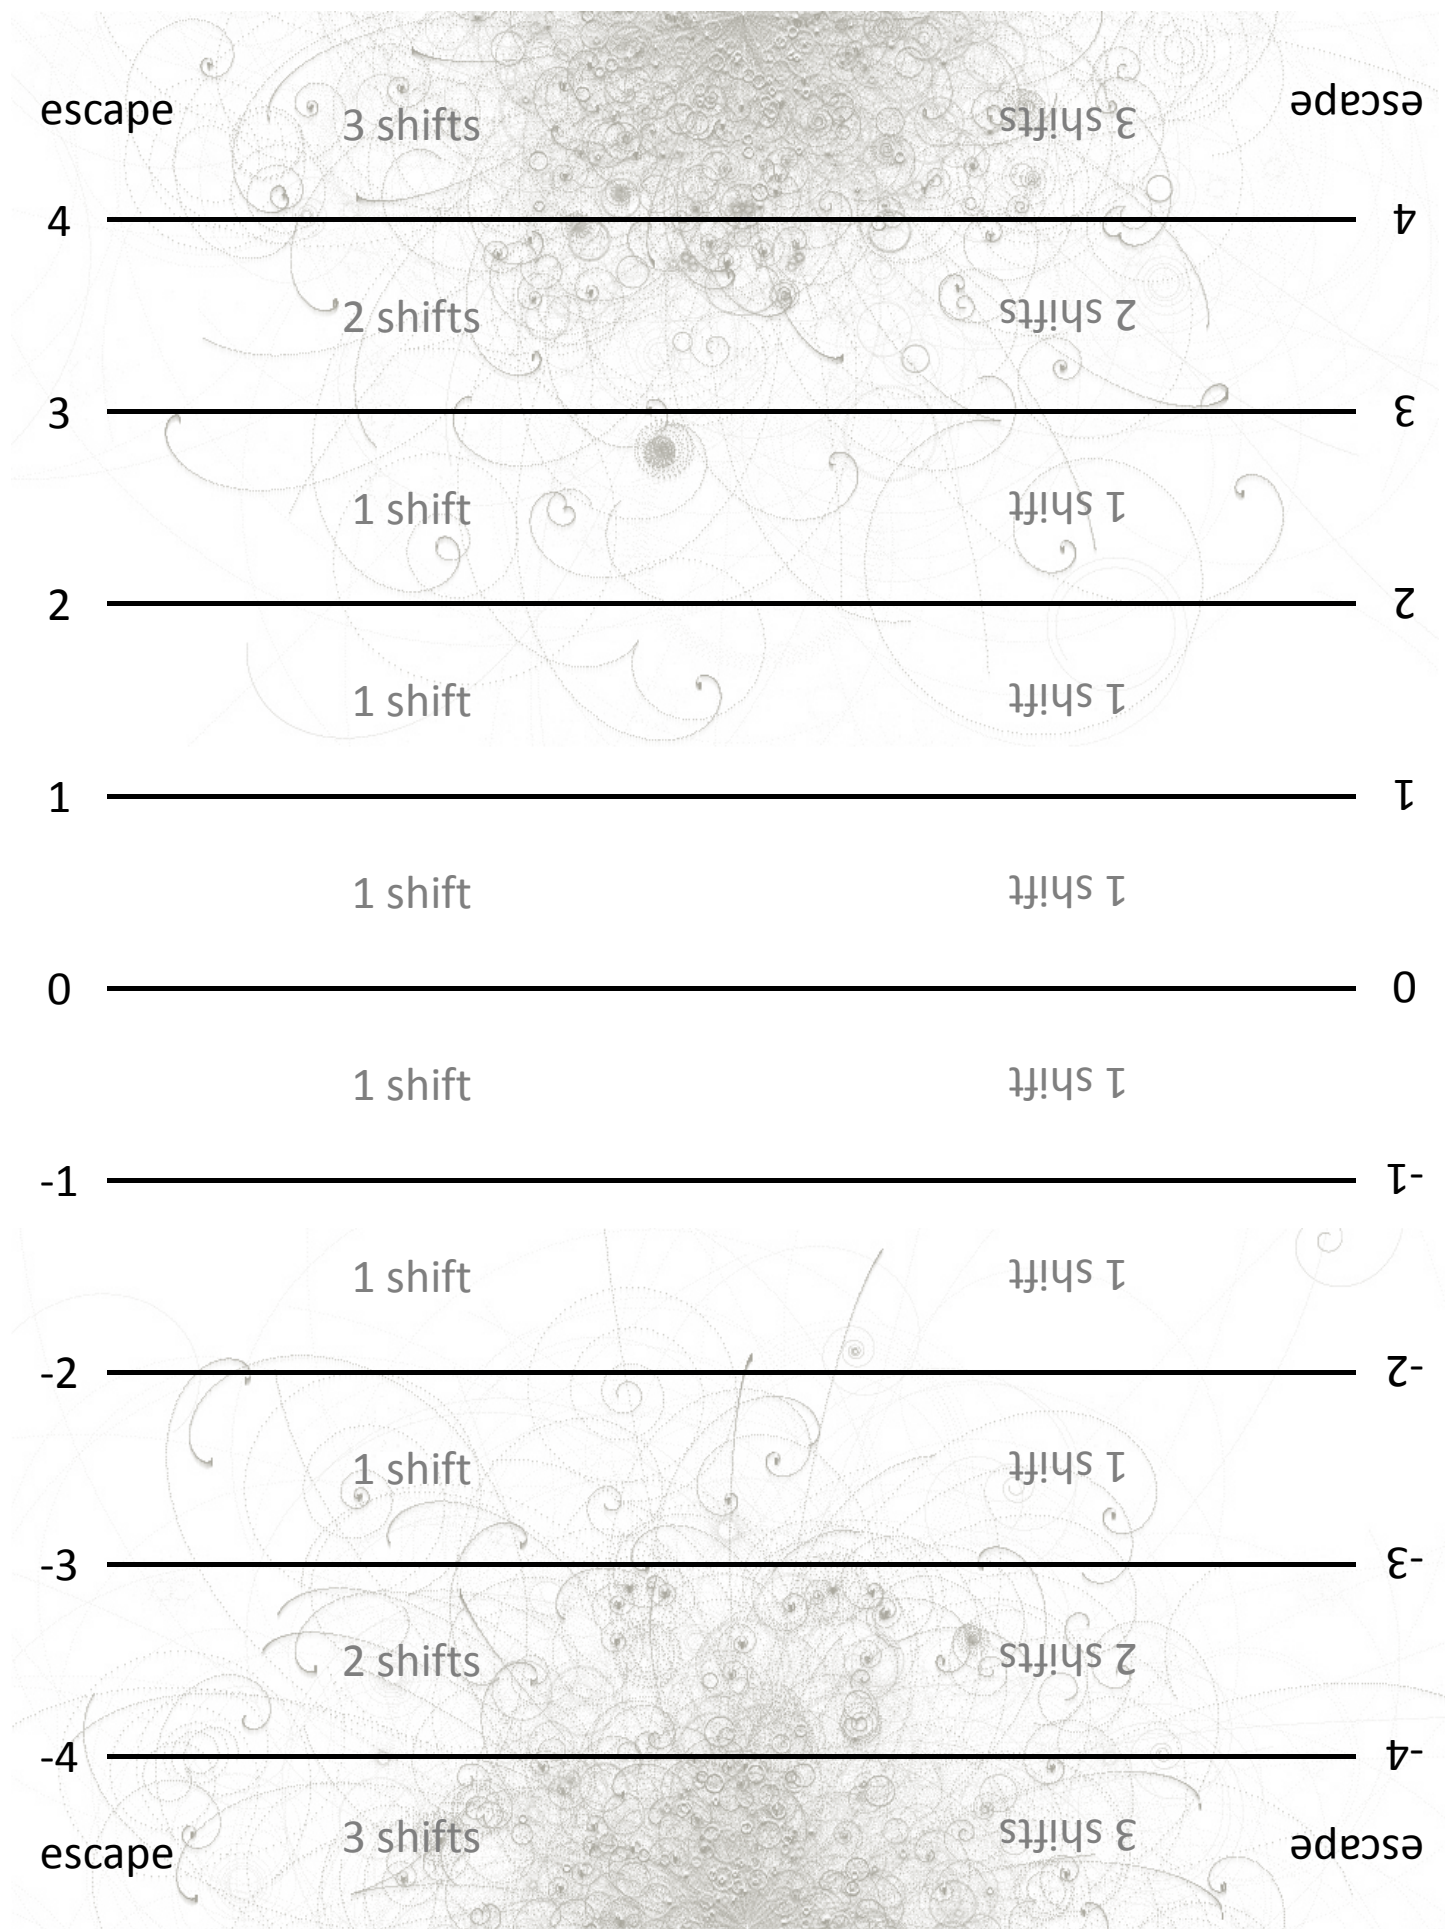 escape 3 shifts 3 shifts escape
4 4
2 shifts 2 shifts
3 3
1 shift 1 shift
2 2
1 shift 1 shift
1 1
1 shift 1 shift
0 0
1 shift 1 shift
-1 -1
1 shift 1 shift
-2 -2
1 shift 1 shift
-3 -3
2 shifts 2 shifts
-4 -4
escape 3 shifts 3 shifts escape